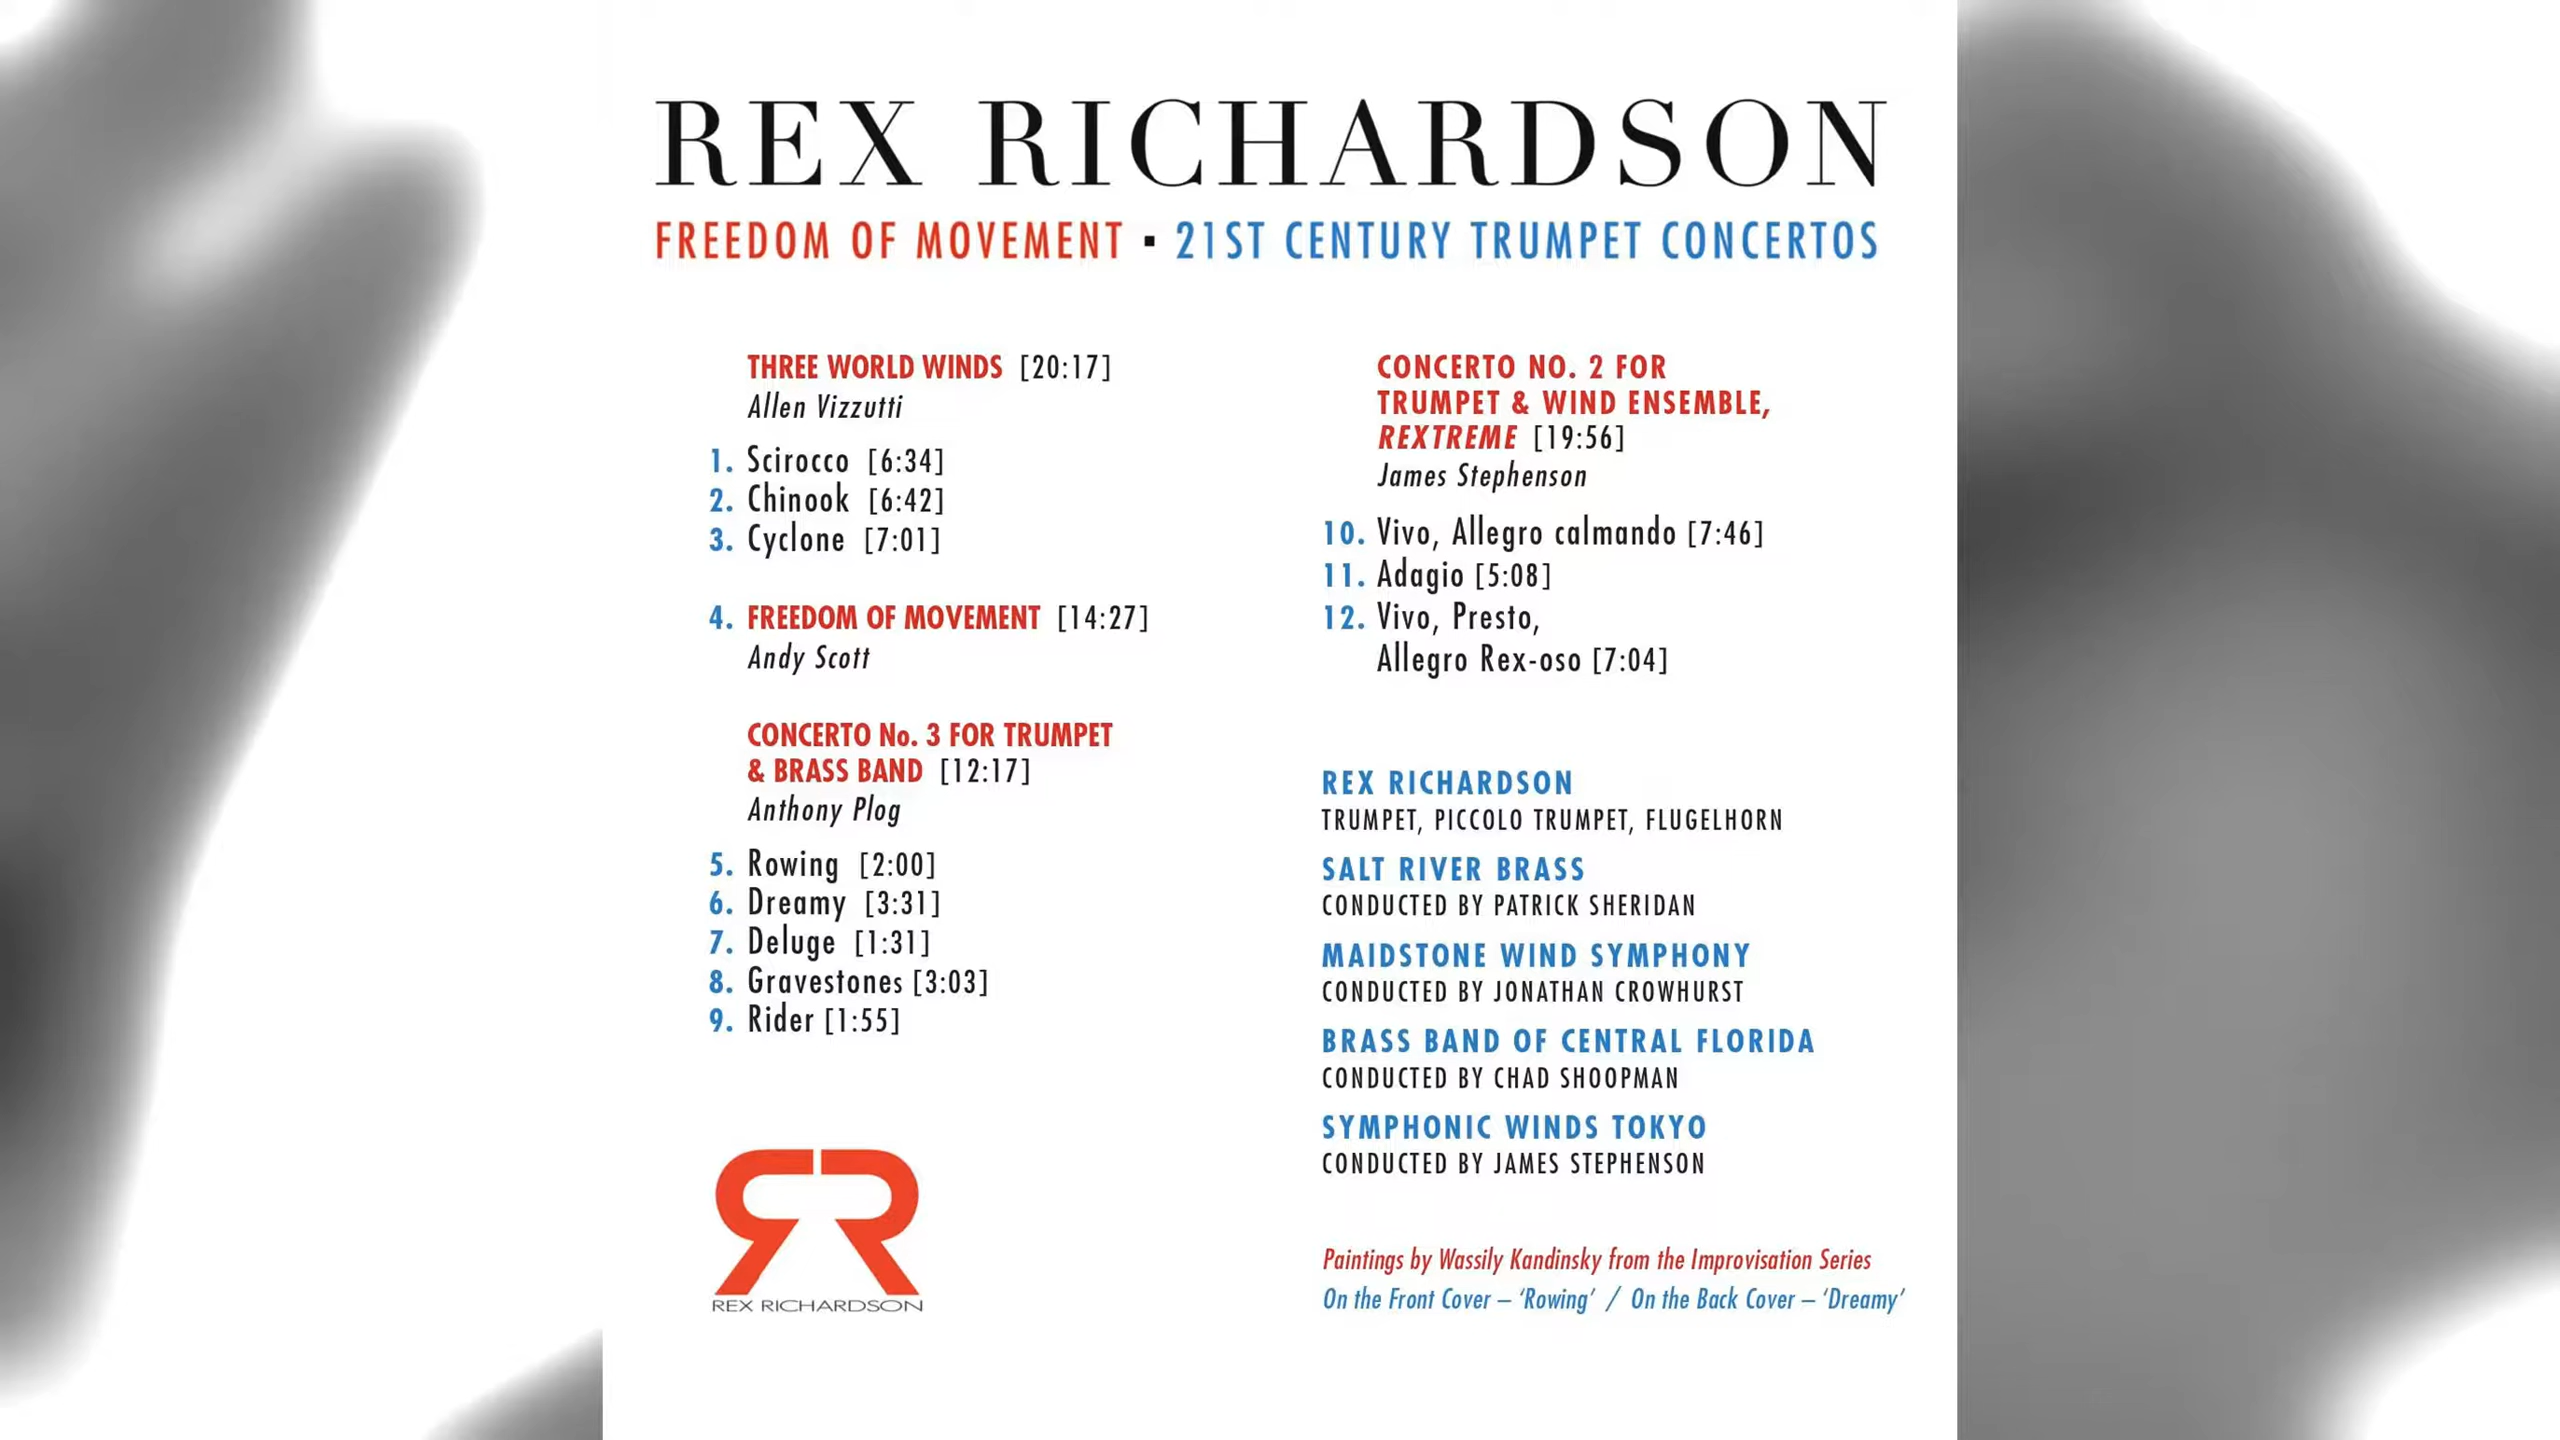 REX RICHARDSON
FREEDOM OF MOVEMENT ▪ 21ST CENTURY TRUMPET CONCERTOS
THREE WORLD WINDS [20:17]
Allen Vizzutti
1. Scirocco [6:34]
2. Chinook [6:42]
3. Cyclone [7:01]
4. FREEDOM OF MOVEMENT [14:27]
Andy Scott
CONCERTO No. 3 FOR TRUMPET
& BRASS BAND [12:17]
Anthony Plog
5. Rowing [2:00]
6. Dreamy [3:31]
7. Deluge [1:31]
8. Gravestones [3:03]
9. Rider [1:55]
CONCERTO NO. 2 FOR
TRUMPET & WIND ENSEMBLE,
REXTREME [19:56]
James Stephenson
10. Vivo, Allegro calmando [7:46]
11. Adagio [5:08]
12. Vivo, Presto,
Allegro Rex-oso [7:04]
REX RICHARDSON
TRUMPET, PICCOLO TRUMPET, FLUGELHORN
SALT RIVER BRASS
CONDUCTED BY PATRICK SHERIDAN
MAIDSTONE WIND SYMPHONY
CONDUCTED BY JONATHAN CROWHURST
BRASS BAND OF CENTRAL FLORIDA
CONDUCTED BY CHAD SHOOPMAN
SYMPHONIC WINDS TOKYO
CONDUCTED BY JAMES STEPHENSON
Paintings by Wassily Kandinsky from the Improvisation Series
On the Front Cover – ‘Rowing’ / On the Back Cover – ‘Dreamy’
RR
REX RICHARDSON